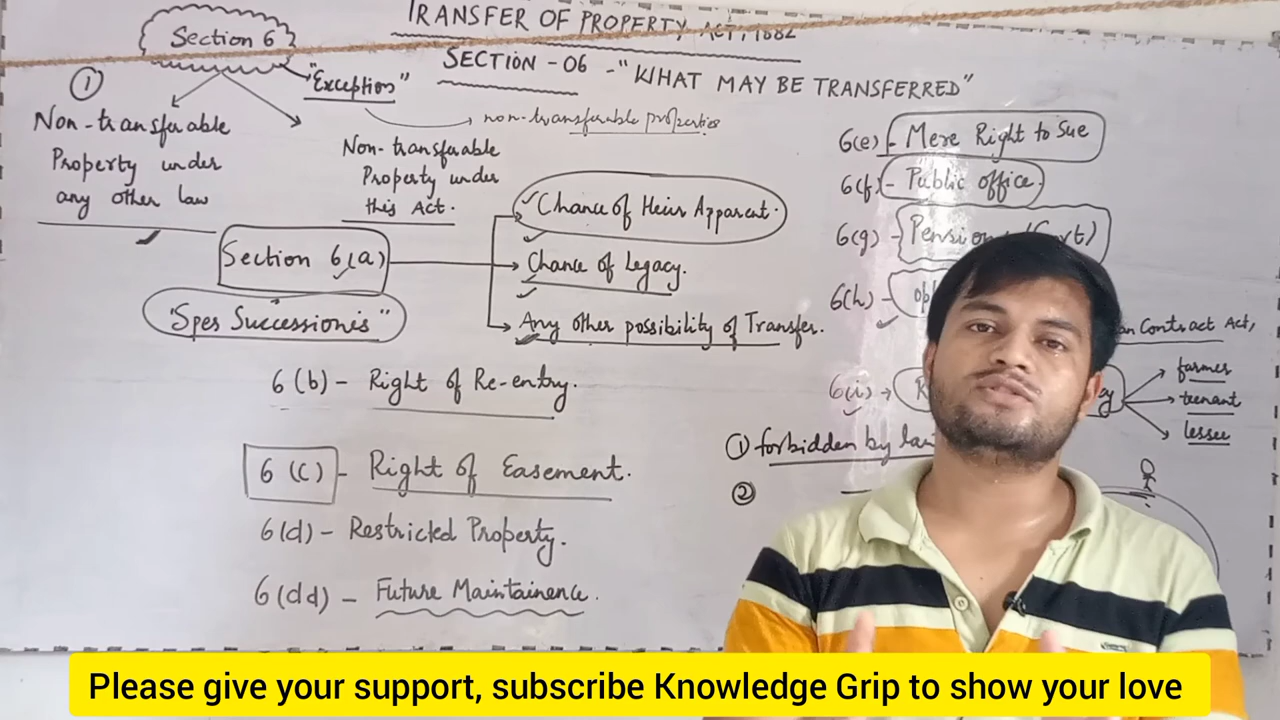 TRANSFER OF PROPERTY ACT, 1882
SECTION - 06 - "WHAT MAY BE TRANSFERRED"
Section 6
"Exception"
non-transferable properties
①
Non-transferable
Property under
any other law
Non-transferable
Property under
this Act.
Section 6(a)
"Spes Successionis"
Chance of Heir Apparent.
Chance of Legacy.
Any other possibility of Transfer.
6(b) - Right of Re-entry.
6(c) - Right of Easement.
6(d) - Restricted Property.
6(dd) - Future Maintainence.
6(e) - Mere Right to Sue
6(f) - Public office.
6(g) - Pensions (Govt)
6(h) -
Contract Act,
6(i) →
farmer
teenant
lessee
① forbidden by law
②
Please give your support, subscribe Knowledge Grip to show your love